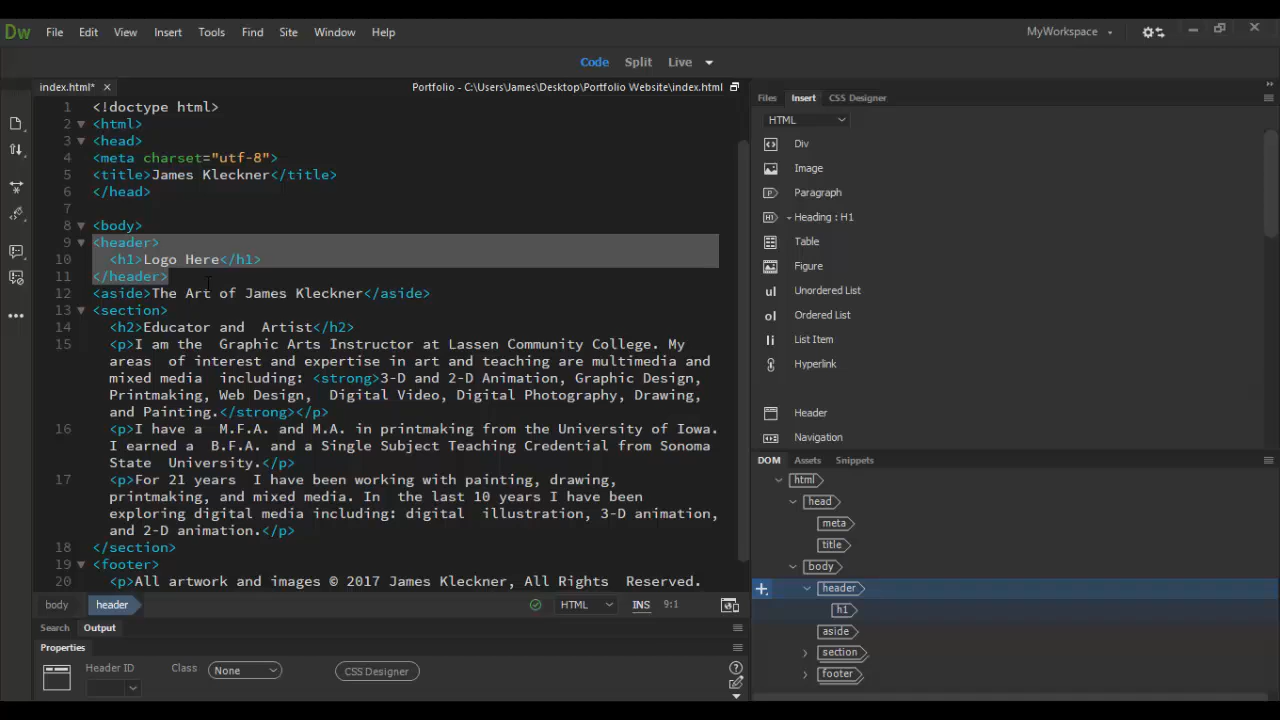 Dw File Edit View Insert Tools Find Site Window Help MyWorkspace
Code Split Live
index.html* Portfolio - C:\Users\James\Desktop\Portfolio Website\index.html
1 <!doctype html>
2 <html>
3 <head>
4 <meta charset="utf-8">
5 <title>James Kleckner</title>
6 </head>
7
8 <body>
9 <header>
10 <h1>Logo Here</h1>
11 </header>
12 <aside>The Art of James Kleckner</aside>
13 <section>
14 <h2>Educator and  Artist</h2>
15 <p>I am the  Graphic Arts Instructor at Lassen Community College. My
areas  of interest and expertise in art and teaching are multimedia and
mixed media  including: <strong>3-D and 2-D Animation, Graphic Design,
Printmaking, Web Design,  Digital Video, Digital Photography, Drawing,
and Painting.</strong></p>
16 <p>I have a  M.F.A. and M.A. in printmaking from the University of Iowa.
I earned a  B.F.A. and a Single Subject Teaching Credential from Sonoma
State  University.</p>
17 <p>For 21 years  I have been working with painting, drawing,
printmaking, and mixed media. In  the last 10 years I have been
exploring digital media including: digital  illustration, 3-D animation,
and 2-D animation.</p>
18 </section>
19 <footer>
20 <p>All artwork and images © 2017 James Kleckner, All Rights  Reserved.
body header HTML INS 9:1
Search Output
Properties
Header ID Class None CSS Designer
Files Insert CSS Designer
HTML
Div
Image
Paragraph
H1 Heading : H1
Table
Figure
ul Unordered List
ol Ordered List
li List Item
Hyperlink
Header
Navigation
DOM Assets Snippets
html
head
meta
title
body
header
h1
aside
section
footer